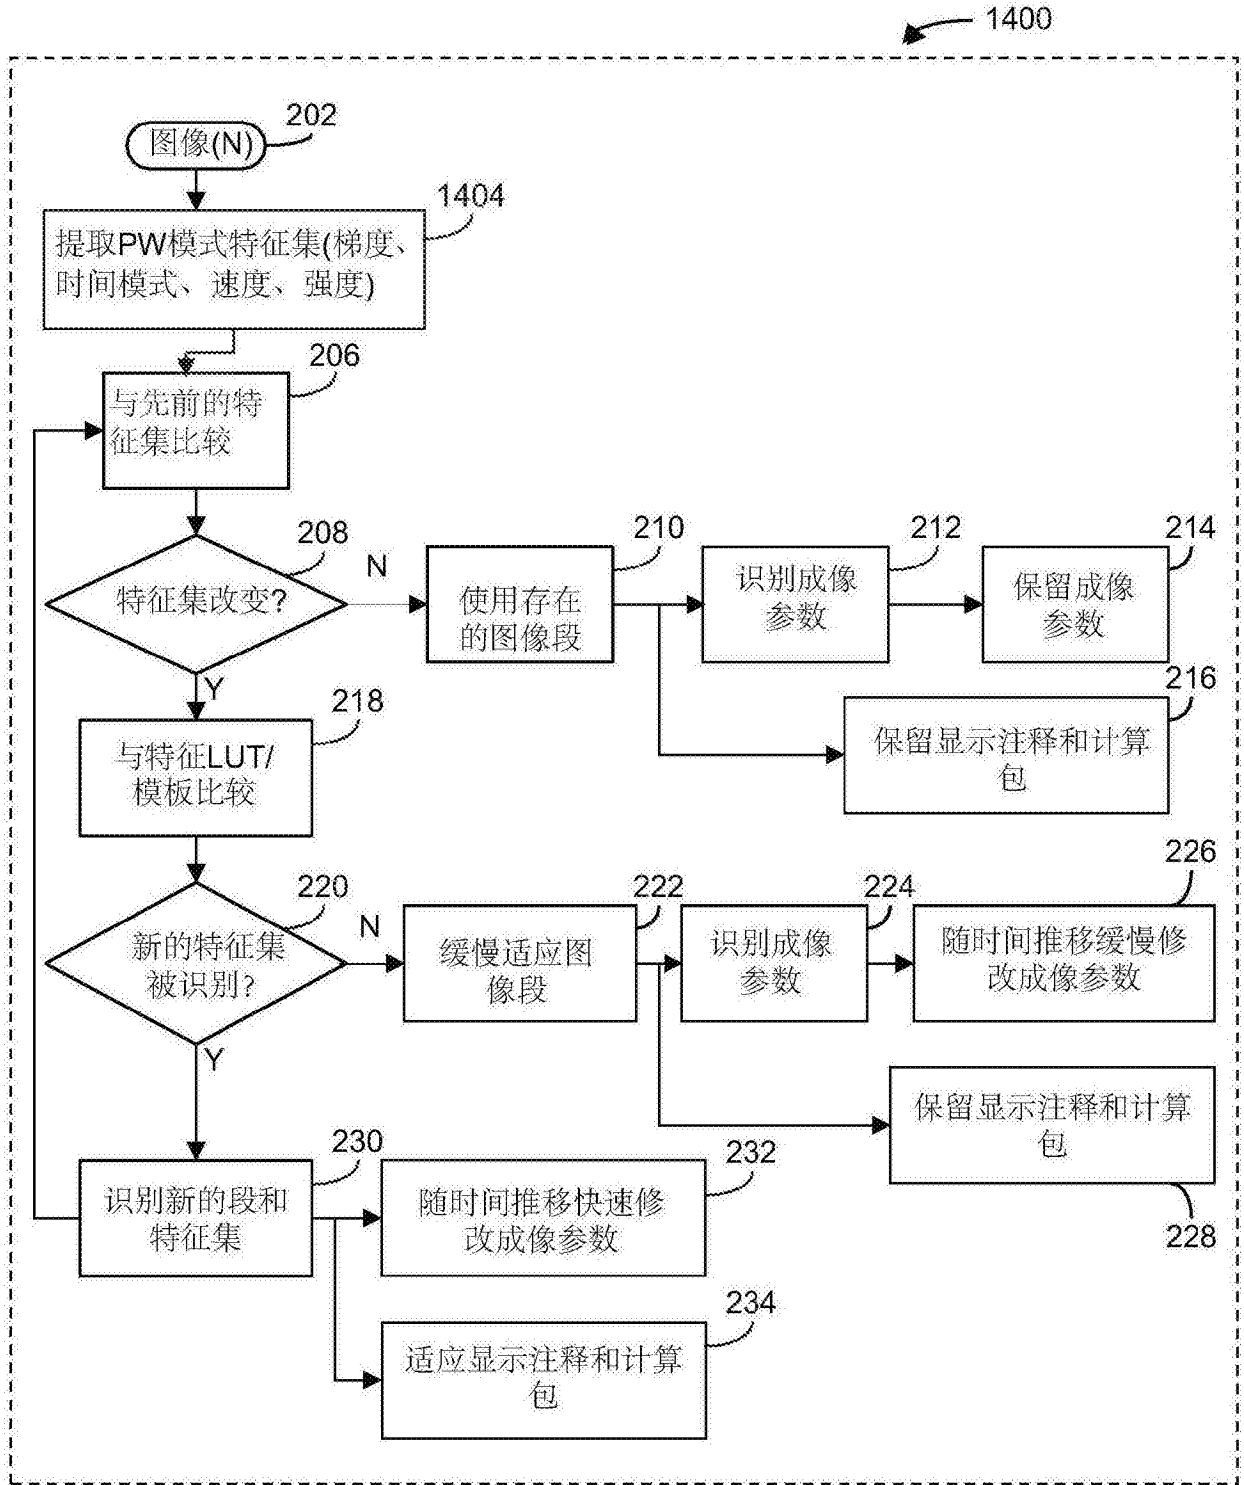 1400
202
图像(N)
1404
提取PW模式特征集(梯度、
时间模式、速度、强度)
206
与先前的特
征集比较
208
特征集改变?
N
210
使用存在
的图像段
212
识别成像
参数
214
保留成像
参数
216
保留显示注释和计算
包
Y
218
与特征LUT/
模板比较
220
新的特征集
被识别?
N
222
缓慢适应图
像段
224
识别成像
参数
226
随时间推移缓慢修
改成像参数
保留显示注释和计算
包
228
Y
230
识别新的段和
特征集
232
随时间推移快速修
改成像参数
234
适应显示注释和计算
包